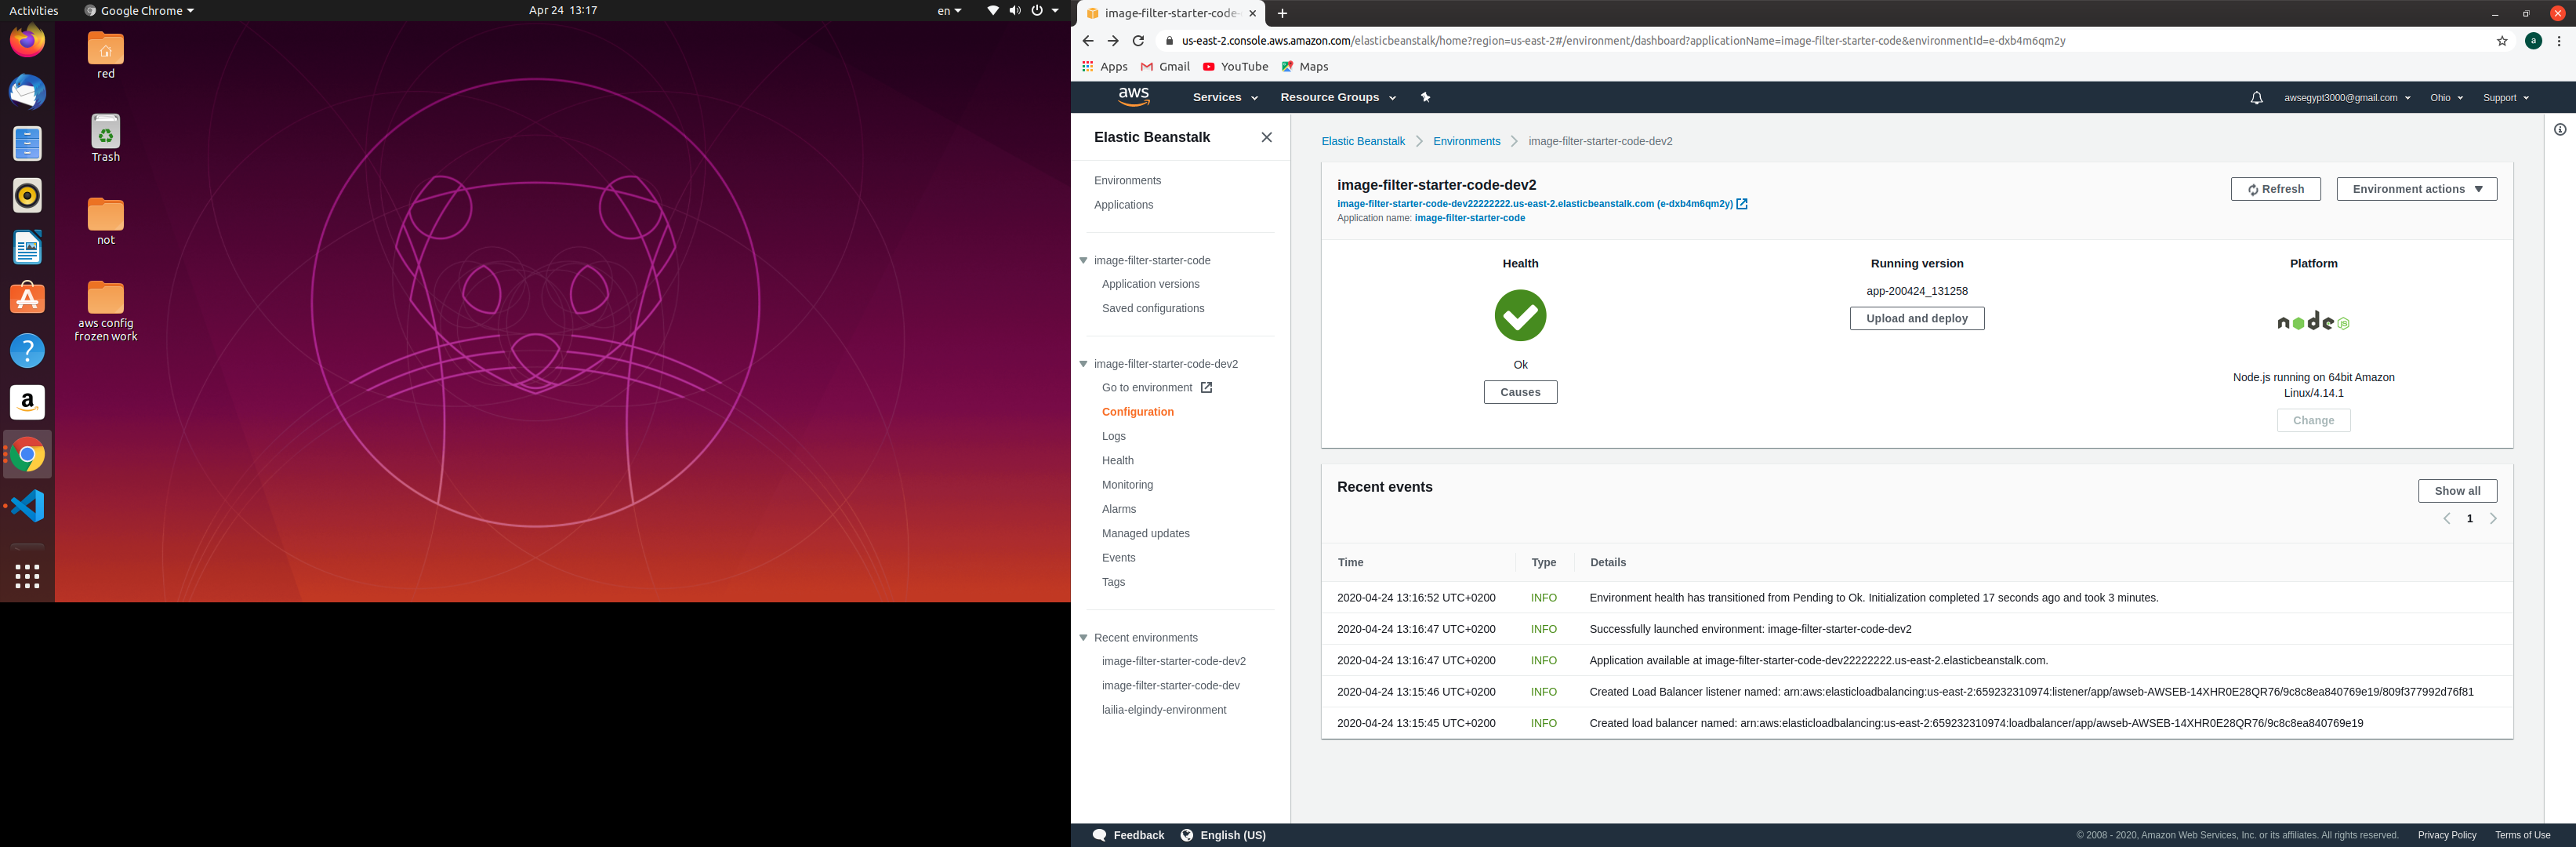 Activities
Google Chrome
Apr 24 13:17
en
red
Trash
not
aws config
frozen work
image-filter-starter-code-
us-east-2.console.aws.amazon.com/elasticbeanstalk/home?region=us-east-2#/environment/dashboard?applicationName=image-filter-starter-code&environmentId=e-dxb4m6qm2y
a
Apps
Gmail
YouTube
Maps
aws
Services
Resource Groups
awsegypt3000@gmail.com
Ohio
Support
Elastic Beanstalk
Environments
Applications
image-filter-starter-code
Application versions
Saved configurations
image-filter-starter-code-dev2
Go to environment
Configuration
Logs
Health
Monitoring
Alarms
Managed updates
Events
Tags
Recent environments
image-filter-starter-code-dev2
image-filter-starter-code-dev
lailia-elgindy-environment
Elastic Beanstalk
Environments
image-filter-starter-code-dev2
image-filter-starter-code-dev2
image-filter-starter-code-dev22222222.us-east-2.elasticbeanstalk.com (e-dxb4m6qm2y)
Application name: image-filter-starter-code
Refresh
Environment actions
Health
Ok
Causes
Running version
app-200424_131258
Upload and deploy
Platform
node JS
Node.js running on 64bit Amazon
Linux/4.14.1
Change
Recent events
Show all
1
Time Type Details
2020-04-24 13:16:52 UTC+0200 INFO Environment health has transitioned from Pending to Ok. Initialization completed 17 seconds ago and took 3 minutes.
2020-04-24 13:16:47 UTC+0200 INFO Successfully launched environment: image-filter-starter-code-dev2
2020-04-24 13:16:47 UTC+0200 INFO Application available at image-filter-starter-code-dev22222222.us-east-2.elasticbeanstalk.com.
2020-04-24 13:15:46 UTC+0200 INFO Created Load Balancer listener named: arn:aws:elasticloadbalancing:us-east-2:659232310974:listener/app/awseb-AWSEB-14XHR0E28QR76/9c8c8ea840769e19/809f377992d76f81
2020-04-24 13:15:45 UTC+0200 INFO Created load balancer named: arn:aws:elasticloadbalancing:us-east-2:659232310974:loadbalancer/app/awseb-AWSEB-14XHR0E28QR76/9c8c8ea840769e19
Feedback
English (US)
© 2008 - 2020, Amazon Web Services, Inc. or its affiliates. All rights reserved.
Privacy Policy
Terms of Use